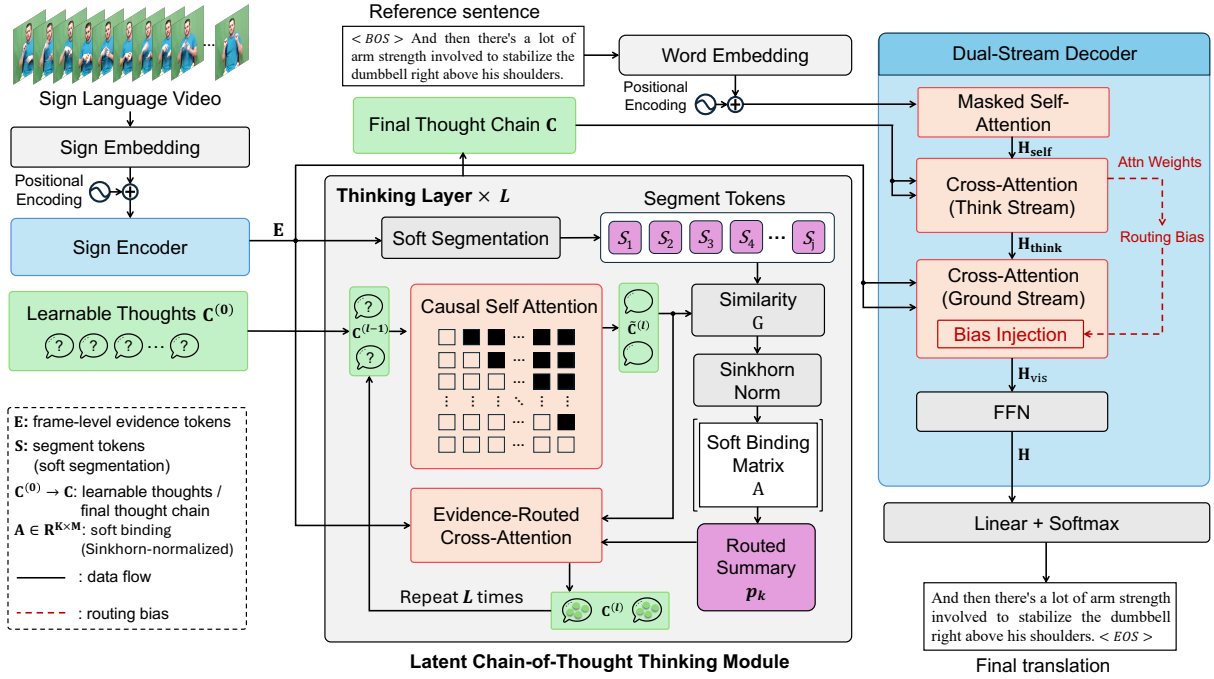 Sign Language Video
Sign Embedding
Positional
Encoding
Sign Encoder
E
Learnable Thoughts C^(0)
? ? ? ... ?
E: frame-level evidence tokens
S: segment tokens
(soft segmentation)
C^(0) → C: learnable thoughts /
final thought chain
A ∈ R^{K×M}: soft binding
(Sinkhorn-normalized)
: data flow
: routing bias
Reference sentence
< BOS > And then there's a lot of
arm strength involved to stabilize the
dumbbell right above his shoulders.
Word Embedding
Positional
Encoding
Final Thought Chain C
Thinking Layer × L
Soft Segmentation
Segment Tokens
S_1 S_2 S_3 S_4 ... S_j
?
C^(l-1)
?
Causal Self Attention
C̃^(l)
Similarity
G
Sinkhorn
Norm
Soft Binding
Matrix
A
Evidence-Routed
Cross-Attention
Routed
Summary
p_k
Repeat L times
C^(l)
Latent Chain-of-Thought Thinking Module
Dual-Stream Decoder
Masked Self-
Attention
H_self
Attn Weights
Cross-Attention
(Think Stream)
Routing Bias
H_think
Cross-Attention
(Ground Stream)
Bias Injection
H_vis
FFN
H
Linear + Softmax
And then there's a lot of arm strength
involved to stabilize the dumbbell
right above his shoulders. < EOS >
Final translation